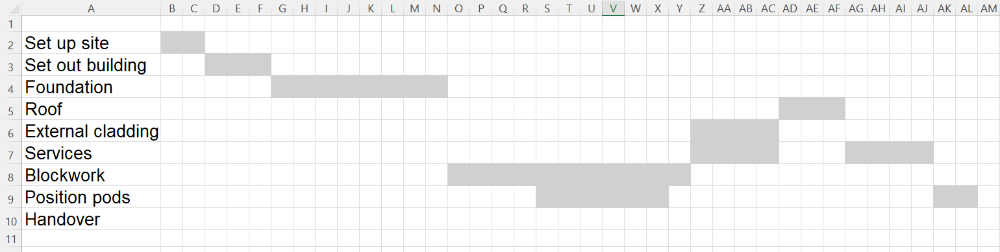 A B C D E F G H I J K L M N O P Q R S T U V W X Y Z AA AB AC AD AE AF AG AH AI AJ AK AL AM
1
2 Set up site
3 Set out building
4 Foundation
5 Roof
6 External cladding
7 Services
8 Blockwork
9 Position pods
10 Handover
11